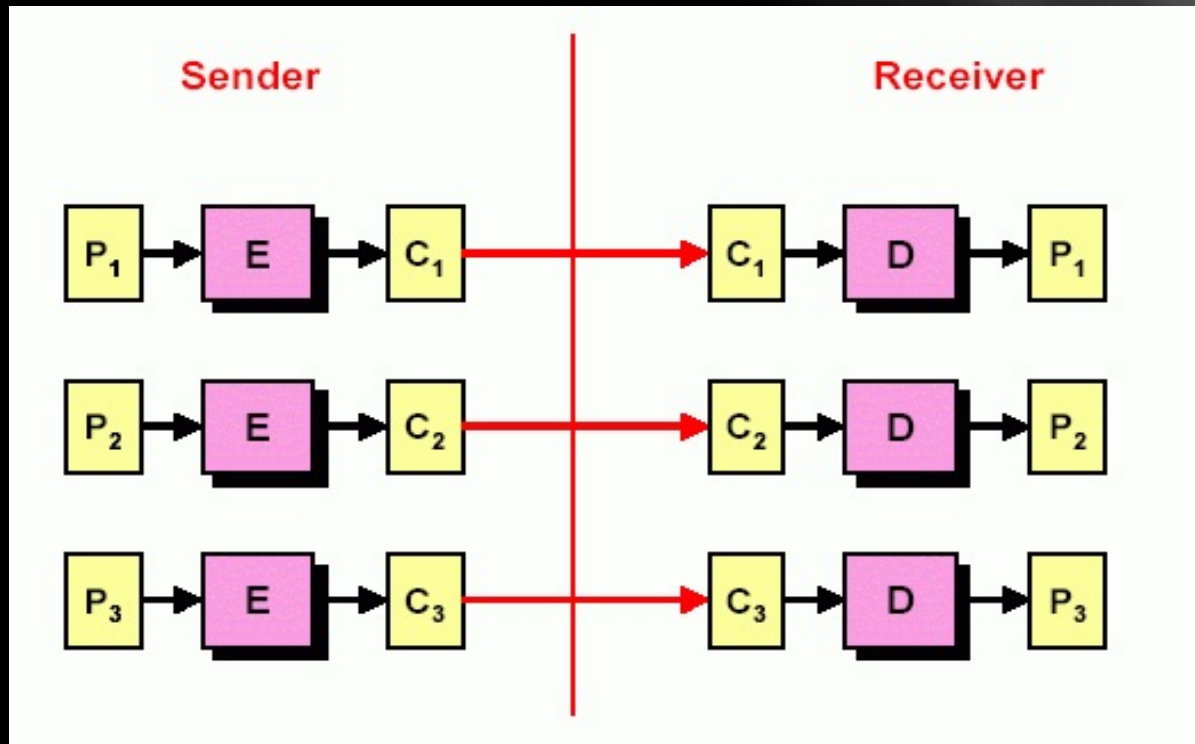 Sender Receiver
P₁ E C₁ C₁ D P₁
P₂ E C₂ C₂ D P₂
P₃ E C₃ C₃ D P₃